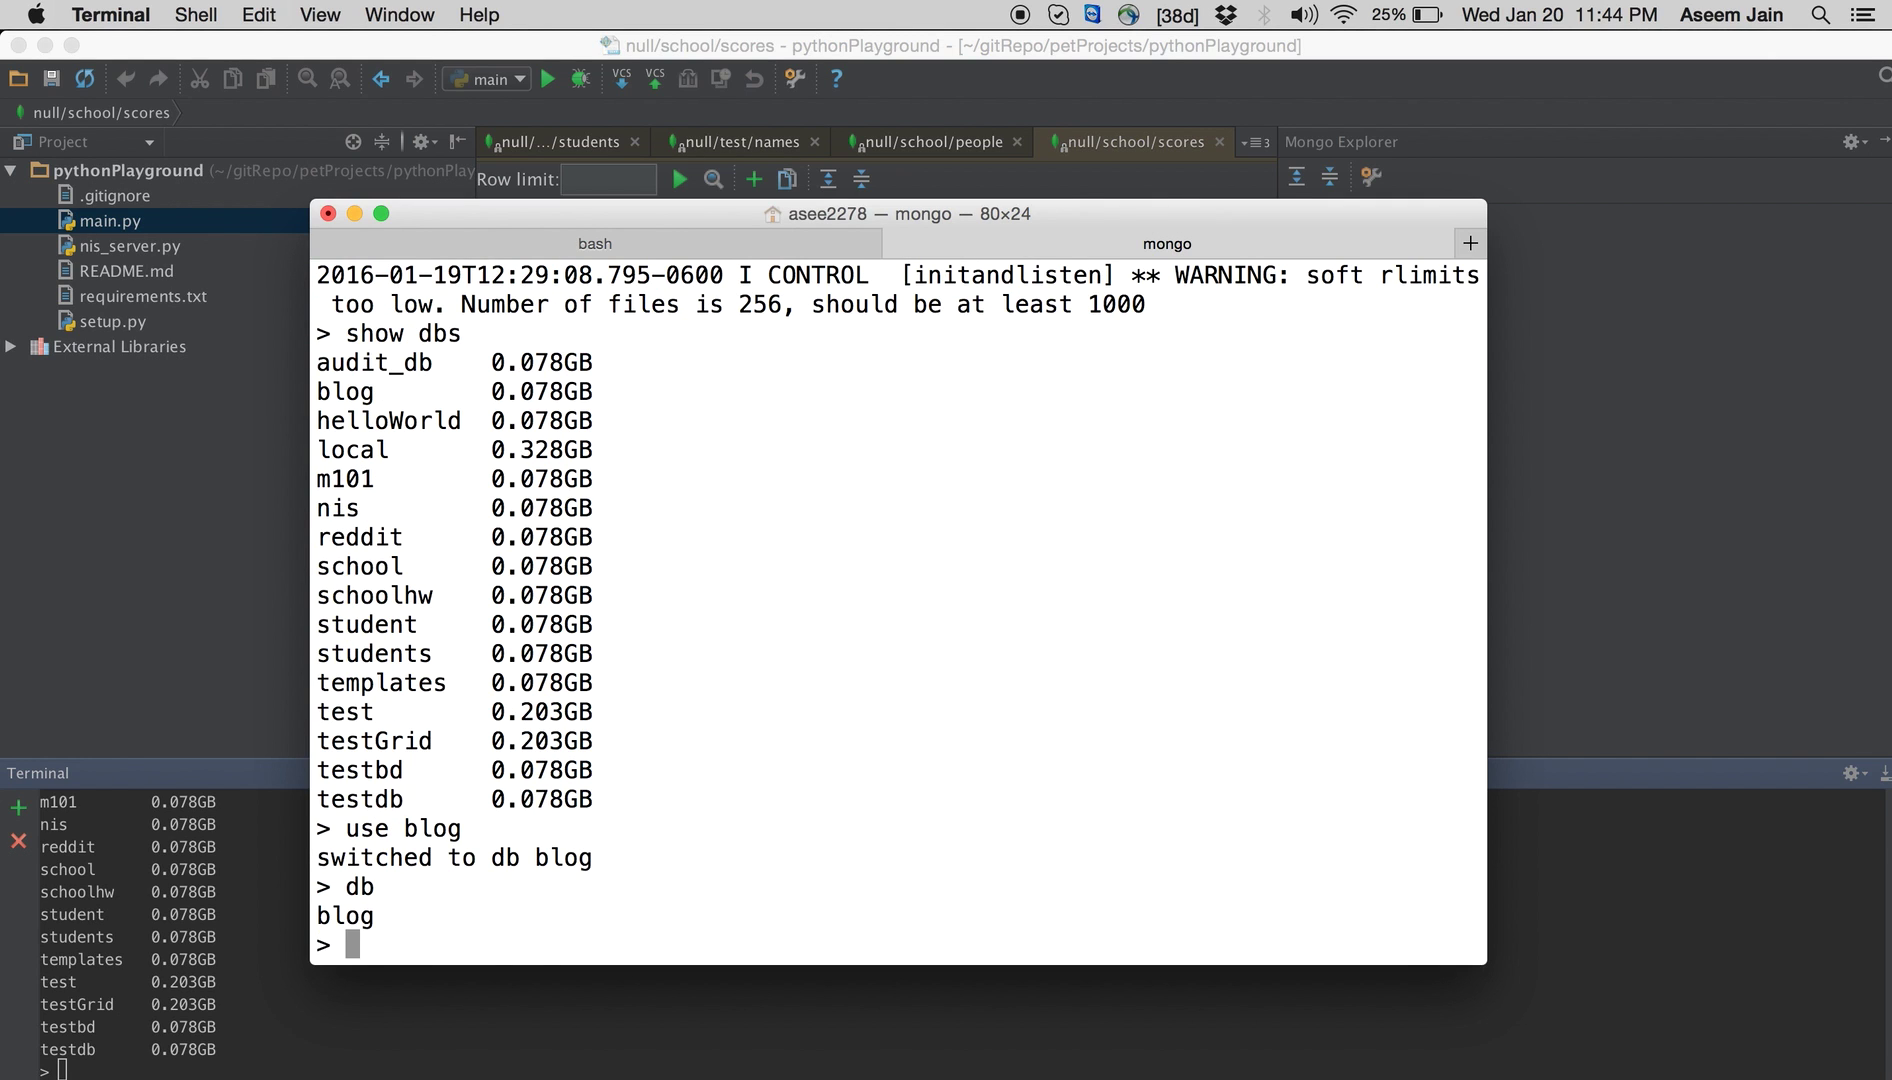 Terminal Shell Edit View Window Help [38d] 25% Wed Jan 20 11:44 PM Aseem Jain
null/school/scores - pythonPlayground - [~/gitRepo/petProjects/pythonPlayground]
main VCS VCS ?
null/school/scores
Project null/.../students null/test/names null/school/people null/school/scores 3 Mongo Explorer
pythonPlayground (~/gitRepo/petProjects/pythonPlay
Row limit:
.gitignore
main.py
nis_server.py
README.md
requirements.txt
setup.py
External Libraries
asee2278 — mongo — 80×24
bash mongo +
2016-01-19T12:29:08.795-0600 I CONTROL  [initandlisten] ** WARNING: soft rlimits
too low. Number of files is 256, should be at least 1000
> show dbs
audit_db    0.078GB
blog        0.078GB
helloWorld  0.078GB
local       0.328GB
m101        0.078GB
nis         0.078GB
reddit      0.078GB
school      0.078GB
schoolhw    0.078GB
student     0.078GB
students    0.078GB
templates   0.078GB
test        0.203GB
testGrid    0.203GB
testbd      0.078GB
testdb      0.078GB
> use blog
switched to db blog
> db
blog
>
Terminal
m101 0.078GB
nis 0.078GB
reddit 0.078GB
school 0.078GB
schoolhw 0.078GB
student 0.078GB
students 0.078GB
templates 0.078GB
test 0.203GB
testGrid 0.203GB
testbd 0.078GB
testdb 0.078GB
>